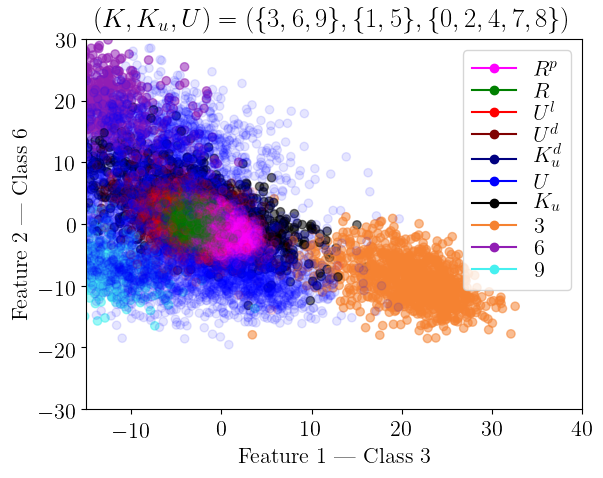 (K, K_u, U) = ({3, 6, 9}, {1, 5}, {0, 2, 4, 7, 8})
Feature 2 — Class 6
30
20
10
0
−10
−20
−30
R^p
R
U^l
U^d
K_u^d
U
K_u
3
6
9
−10
0
10
20
30
40
Feature 1 — Class 3